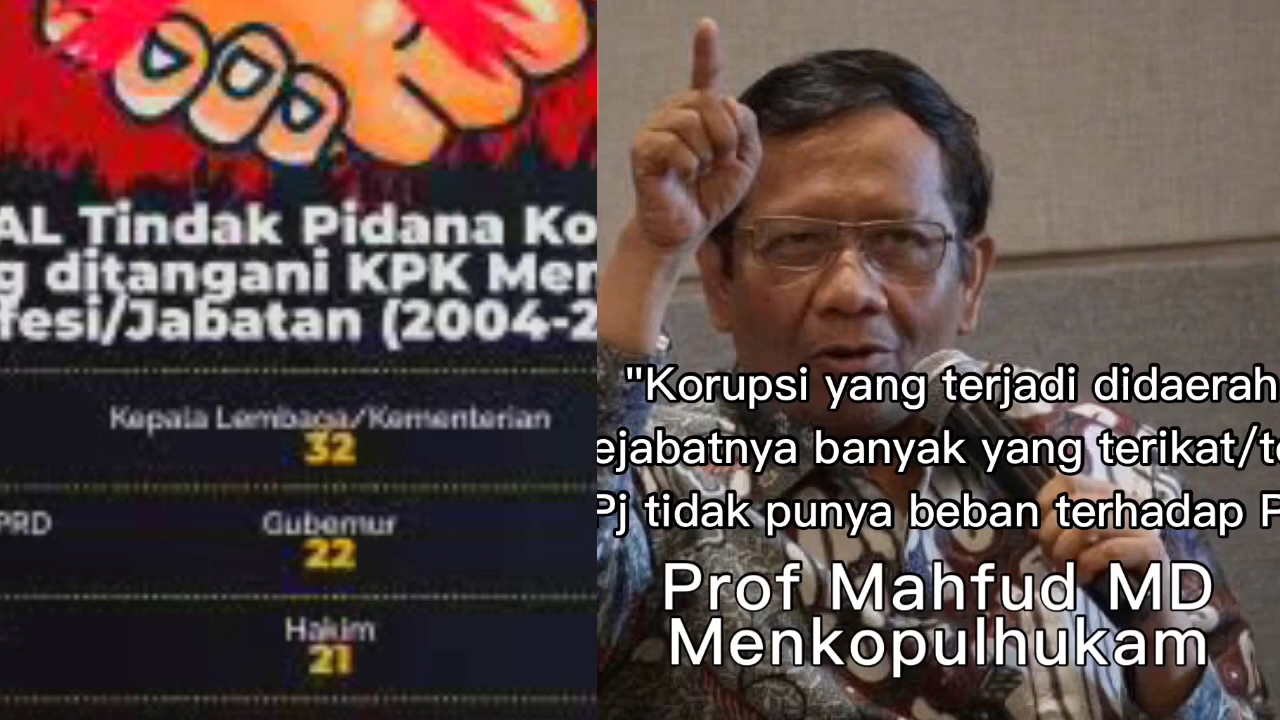 AL Tindak Pidana Ko
g ditangani KPK Men
fesi/Jabatan (2004-2
Kepala Lembaga/Kementerian
32
PRD
Gubernur
22
Hakim
21
"Korupsi yang terjadi didaerah
ejabatnya banyak yang terikat/te
Pj tidak punya beban terhadap P
Prof Mahfud MD
Menkopulhukam